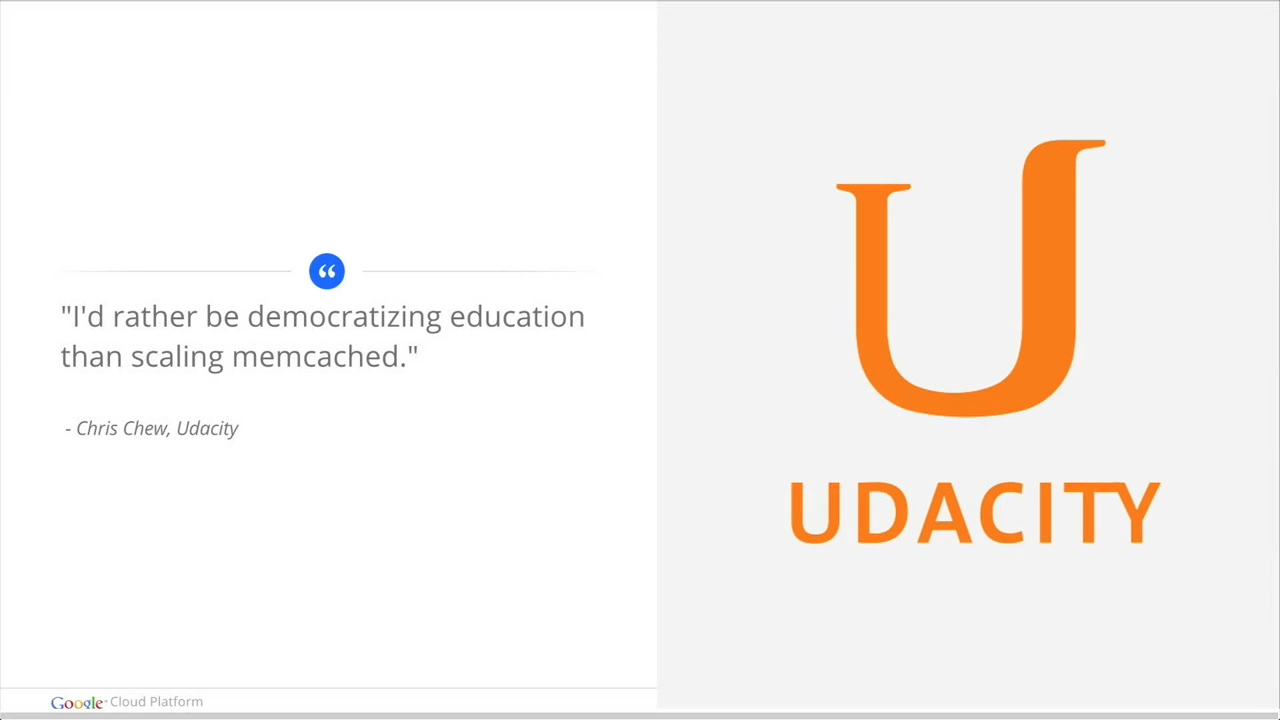 "I'd rather be democratizing education
than scaling memcached."
- Chris Chew, Udacity
UDACITY
Google Cloud Platform